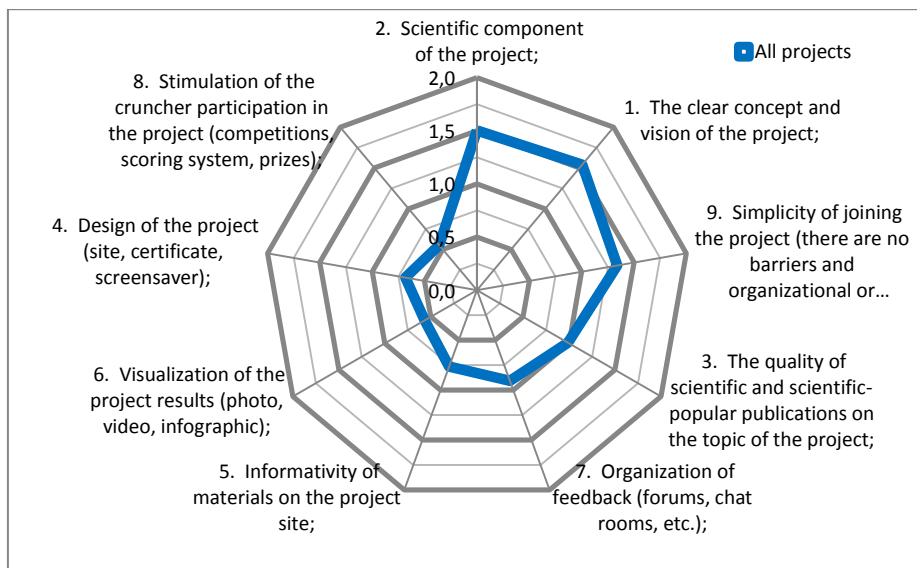 2. Scientific component
of the project;
All projects
1. The clear concept and
vision of the project;
9. Simplicity of joining
the project (there are no
barriers and
organizational or…
3. The quality of
scientific and scientific-
popular publications on
the topic of the project;
7. Organization of
feedback (forums, chat
rooms, etc.);
5. Informativity of
materials on the project
site;
6. Visualization of the
project results (photo,
video, infographic);
4. Design of the project
(site, certificate,
screensaver);
8. Stimulation of the
cruncher participation in
the project (competitions,
scoring system, prizes);
2,0
1,5
1,0
0,5
0,0